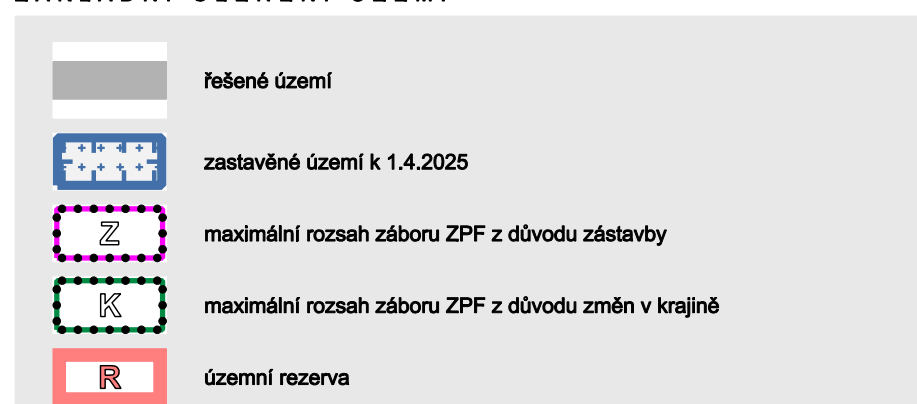 řešené území
zastavěné území k 1.4.2025
Z
maximální rozsah záboru ZPF z důvodu zástavby
K
maximální rozsah záboru ZPF z důvodu změn v krajině
R
územní rezerva